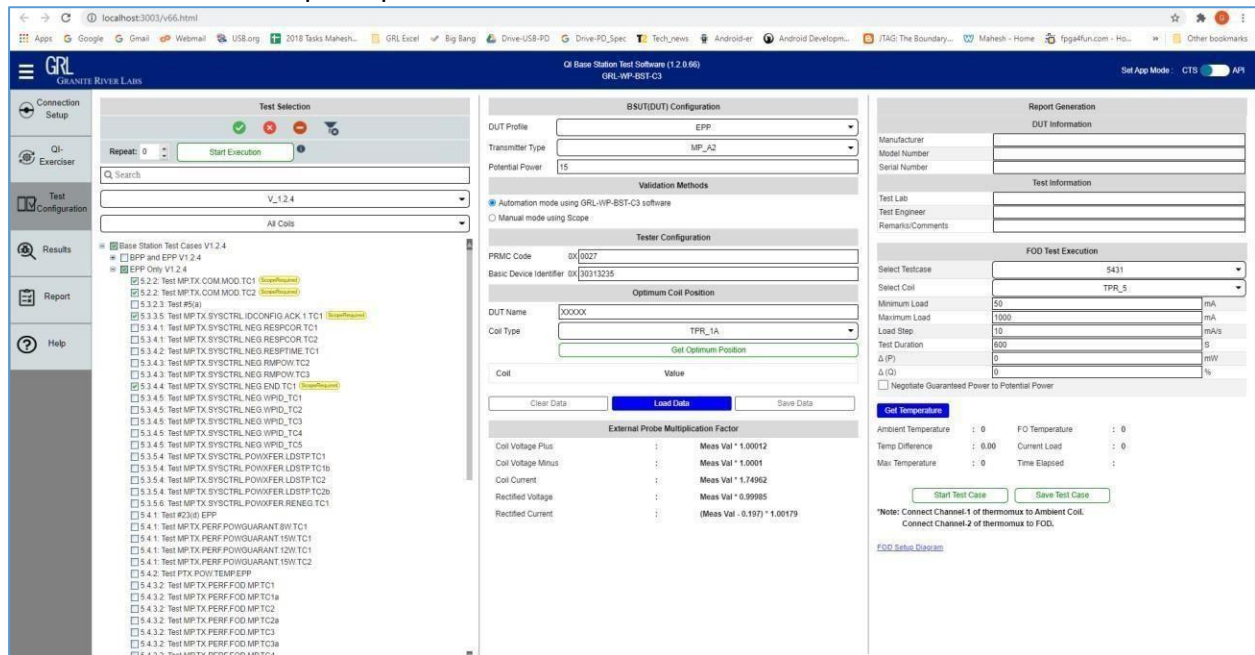 localhost:3003/v66.html
Apps Google Gmail Webmail USB.org 2018 Tasks Mahesh... GRL Excel Big Bang Drive-USB-PD Drive-PD_Spec Tech_news Android-er Android Developm... JTAG: The Boundary... Mahesh - Home fpga4fun.com - Ho... » Other bookmarks
GRL
GRANITE RIVER LABS
QI Base Station Test Software (1.2.0.66)
GRL-WP-BST-C3
Set App Mode : CTS API
Connection Setup
QI-Exerciser
Test Configuration
Results
Report
Help
Test Selection
Repeat: 0 Start Execution
Search
V_1.2.4
All Coils
Base Station Test Cases V1.2.4
BPP and EPP V1.2.4
EPP Only V1.2.4
5.2.2: Test MP.TX.COM.MOD.TC1 ScopeRequired
5.2.2: Test MP.TX.COM.MOD.TC2 ScopeRequired
5.3.2.3: Test #5(a)
5.3.3.5: Test MP.TX.SYSCTRL.IDCONFIG.ACK.1 TC1 ScopeRequired
5.3.4.1: Test MP.TX.SYSCTRL.NEG.RESPCOR.TC1
5.3.4.1: Test MP.TX.SYSCTRL.NEG.RESPCOR.TC2
5.3.4.2: Test MP.TX.SYSCTRL.NEG.RESPTIME.TC1
5.3.4.3: Test MP.TX.SYSCTRL.NEG.RMPOW.TC2
5.3.4.3: Test MP.TX.SYSCTRL.NEG.RMPOW.TC3
5.3.4.4: Test MP.TX.SYSCTRL.NEG.END.TC1 ScopeRequired
5.3.4.5: Test MP.TX.SYSCTRL.NEG.WPID_TC1
5.3.4.5: Test MP.TX.SYSCTRL.NEG.WPID_TC2
5.3.4.5: Test MP.TX.SYSCTRL.NEG.WPID_TC3
5.3.4.5: Test MP.TX.SYSCTRL.NEG.WPID_TC4
5.3.4.5: Test MP.TX.SYSCTRL.NEG.WPID_TC5
5.3.5.4: Test MP.TX.SYSCTRL.POWXFER.LDSTP.TC1
5.3.5.4: Test MP.TX.SYSCTRL.POWXFER.LDSTP.TC1b
5.3.5.4: Test MP.TX.SYSCTRL.POWXFER.LDSTP.TC2
5.3.5.4: Test MP.TX.SYSCTRL.POWXFER.LDSTP.TC2b
5.3.5.6: Test MP.TX.SYSCTRL.POWXFER.RENEG.TC1
5.4.1: Test #23(d) EPP
5.4.1: Test MP.TX.PERF.POWGUARANT.8W.TC1
5.4.1: Test MP.TX.PERF.POWGUARANT.15W.TC1
5.4.1: Test MP.TX.PERF.POWGUARANT.12W.TC1
5.4.1: Test MP.TX.PERF.POWGUARANT.15W.TC2
5.4.2: Test PTX.POW.TEMP.EPP
5.4.3.2: Test MP.TX.PERF.FOD.MP.TC1
5.4.3.2: Test MP.TX.PERF.FOD.MP.TC1a
5.4.3.2: Test MP.TX.PERF.FOD.MP.TC2
5.4.3.2: Test MP.TX.PERF.FOD.MP.TC2a
5.4.3.2: Test MP.TX.PERF.FOD.MP.TC3
5.4.3.2: Test MP.TX.PERF.FOD.MP.TC3a
BSUT(DUT) Configuration
DUT Profile EPP
Transmitter Type MP_A2
Potential Power 15
Validation Methods
Automation mode using GRL-WP-BST-C3 software
Manual mode using Scope
Tester Configuration
PRMC Code 0X 0027
Basic Device Identifier 0X 30313235
Optimum Coil Position
DUT Name XXXXX
Coil Type TPR_1A
Get Optimum Position
Coil Value
Clear Data Load Data Save Data
External Probe Multiplication Factor
Coil Voltage Plus : Meas Val * 1.00012
Coil Voltage Minus : Meas Val * 1.0001
Coil Current : Meas Val * 1.74962
Rectified Voltage : Meas Val * 0.99985
Rectified Current : (Meas Val - 0.197) * 1.00179
Report Generation
DUT Information
Manufacturer
Model Number
Serial Number
Test Information
Test Lab
Test Engineer
Remarks/Comments
FOD Test Execution
Select Testcase 5431
Select Coil TPR_5
Minimum Load 50 mA
Maximum Load 1000 mA
Load Step 10 mA/s
Test Duration 600 S
Δ (P) 0 mW
Δ (Q) 0 %
Negotiate Guaranteed Power to Potential Power
Get Temperature
Ambient Temperature : 0 FO Temperature : 0
Temp Difference : 0.00 Current Load : 0
Max Temperature : 0 Time Elapsed :
Start Test Case Save Test Case
*Note: Connect Channel-1 of thermomux to Ambient Coil.
Connect Channel-2 of thermomux to FOD.
FOD Setup Diagram